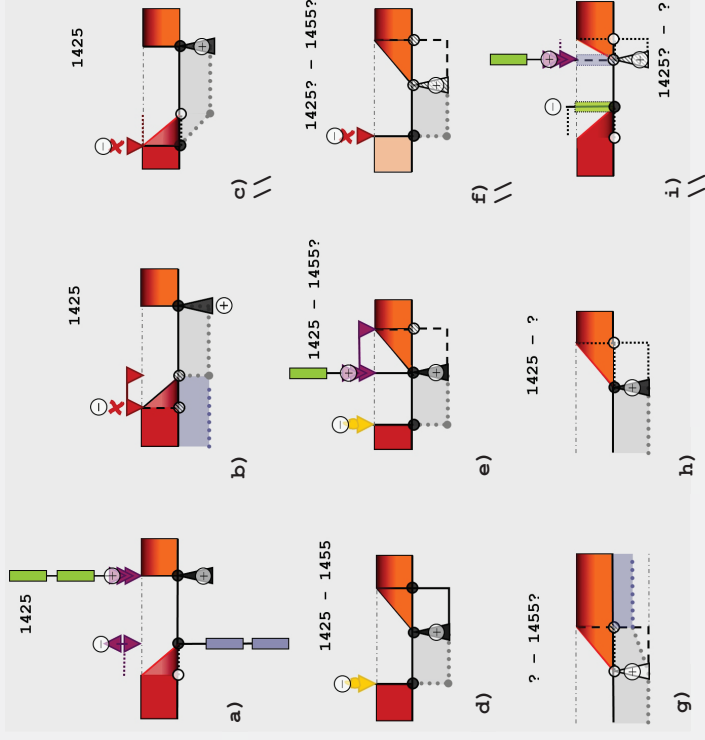 1425
a)
1425
b)
1425
c)
//
1425 – 1455
d)
1425 – 1455?
e)
1425? – 1455?
f)
//
? – 1455?
g)
1425 – ?
h)
1425? – ?
i)
//